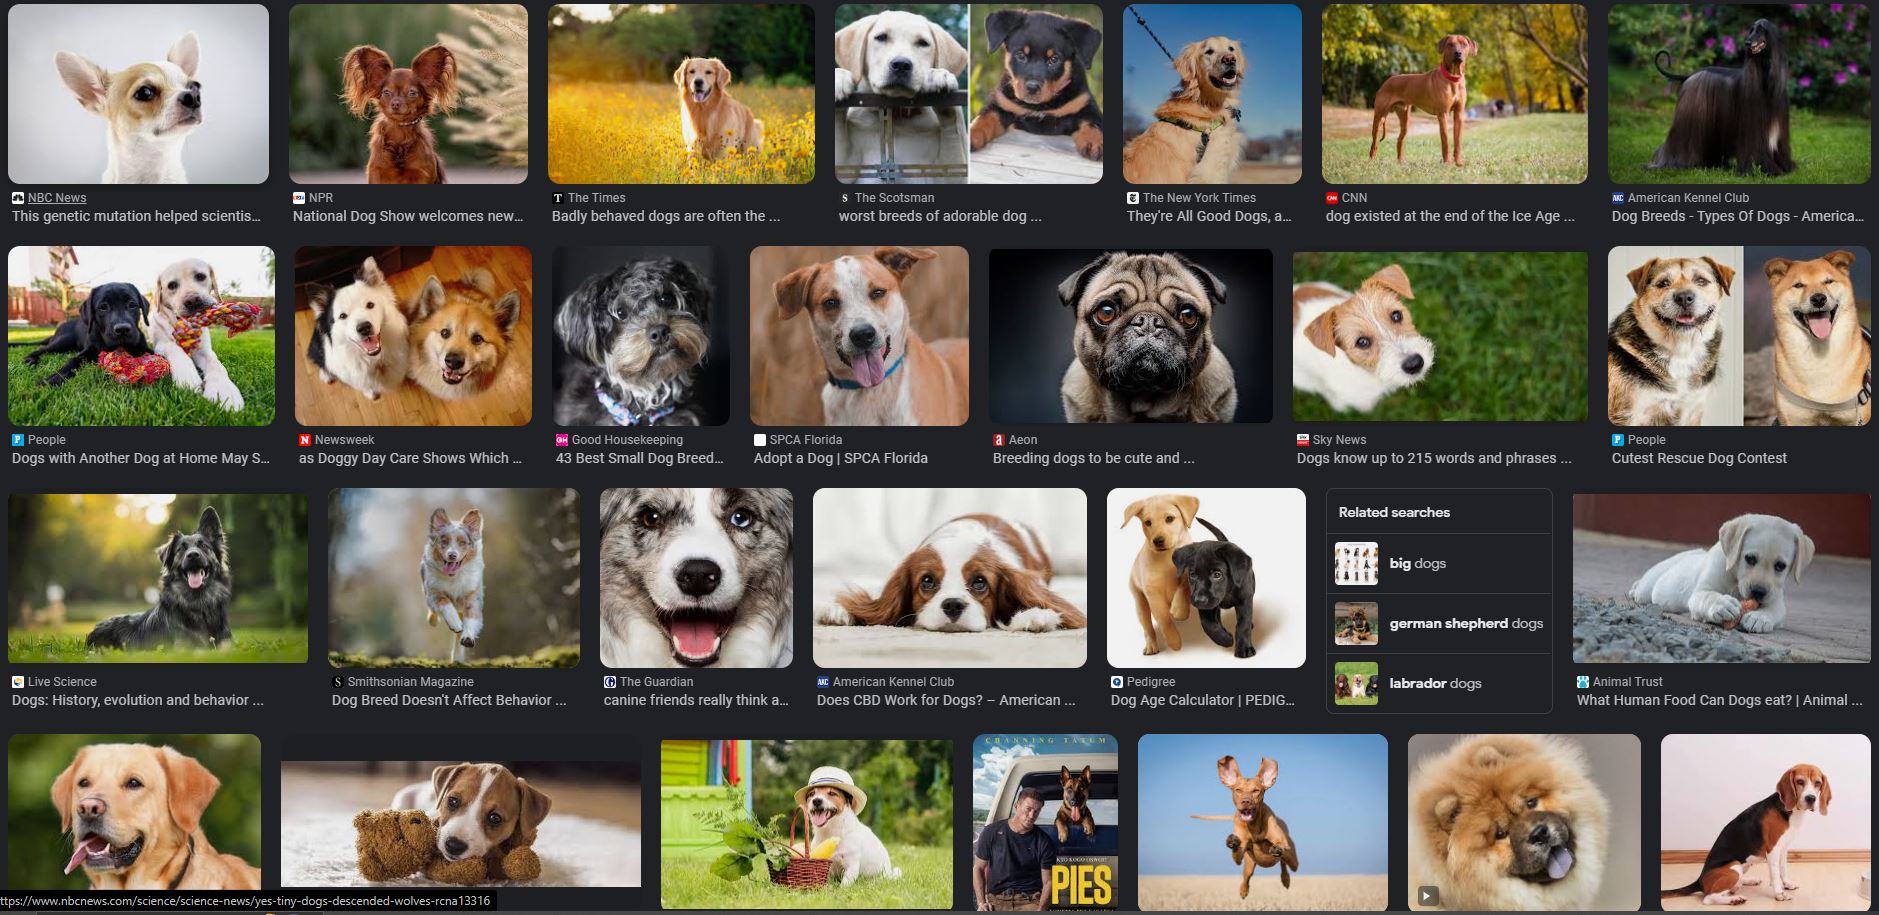 NBC News
This genetic mutation helped scientis...
NPR
National Dog Show welcomes new...
The Times
Badly behaved dogs are often the ...
The Scotsman
worst breeds of adorable dog ...
The New York Times
They're All Good Dogs, a...
CNN
dog existed at the end of the Ice Age ...
American Kennel Club
Dog Breeds - Types Of Dogs - America...
People
Dogs with Another Dog at Home May S...
Newsweek
as Doggy Day Care Shows Which ...
Good Housekeeping
43 Best Small Dog Breed...
SPCA Florida
Adopt a Dog | SPCA Florida
Aeon
Breeding dogs to be cute and ...
Sky News
Dogs know up to 215 words and phrases ...
People
Cutest Rescue Dog Contest
Live Science
Dogs: History, evolution and behavior ...
Smithsonian Magazine
Dog Breed Doesn't Affect Behavior ...
The Guardian
canine friends really think a...
American Kennel Club
Does CBD Work for Dogs? – American ...
Pedigree
Dog Age Calculator | PEDIG...
Related searches
big dogs
german shepherd dogs
labrador dogs
Animal Trust
What Human Food Can Dogs eat? | Animal ...
CHANNING TATUM
KTO KOGO OSWOI?
PIES
ttps://www.nbcnews.com/science/science-news/yes-tiny-dogs-descended-wolves-rcna13316